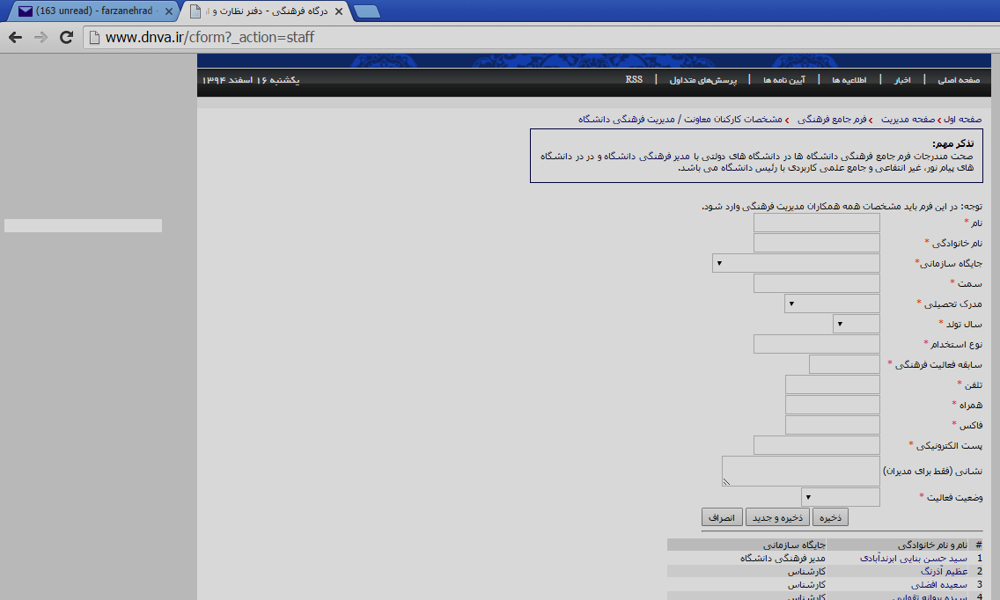 (163 unread) - farzanehrad -
درگاه فرهنگی - دفتر نظارت و ار
www.dnva.ir/cform?_action=staff
صفحه اصلی | اخبار | اطلاعیه ها | آیین نامه ها | پرسش‌های متداول | RSS
یکشنبه ۱۶ اسفند ۱۳۹۴
صفحه اول › صفحه مدیریت › فرم جامع فرهنگی › مشخصات کارکنان معاونت / مدیریت فرهنگی دانشگاه
تذکر مهم:
صحت مندرجات فرم جامع فرهنگی دانشگاه ها در دانشگاه های دولتی با مدیر فرهنگی دانشگاه و در در دانشگاه
های پیام نور، غیر انتفاعی و جامع علمی کاربردی با رئیس دانشگاه می باشد.
توجه: در این فرم باید مشخصات همه همکاران مدیریت فرهنگی وارد شود.
نام *
نام خانوادگی *
جایگاه سازمانی*
سمت *
مدرک تحصیلی *
سال تولد *
نوع استخدام *
سابقه فعالیت فرهنگی *
تلفن *
همراه *
فاکس *
پست الکترونیکی *
نشانی (فقط برای مدیران)
وضعیت فعالیت *
ذخیره ذخیره و جدید انصراف
# نام و نام خانوادگی جایگاه سازمانی
1 سید حسن بنایی ابرندآبادی مدیر فرهنگی دانشگاه
2 عظیم آذرنگ کارشناس
3 سعیده افضلی کارشناس
4 سیده پروانه تقوایی کارشناس